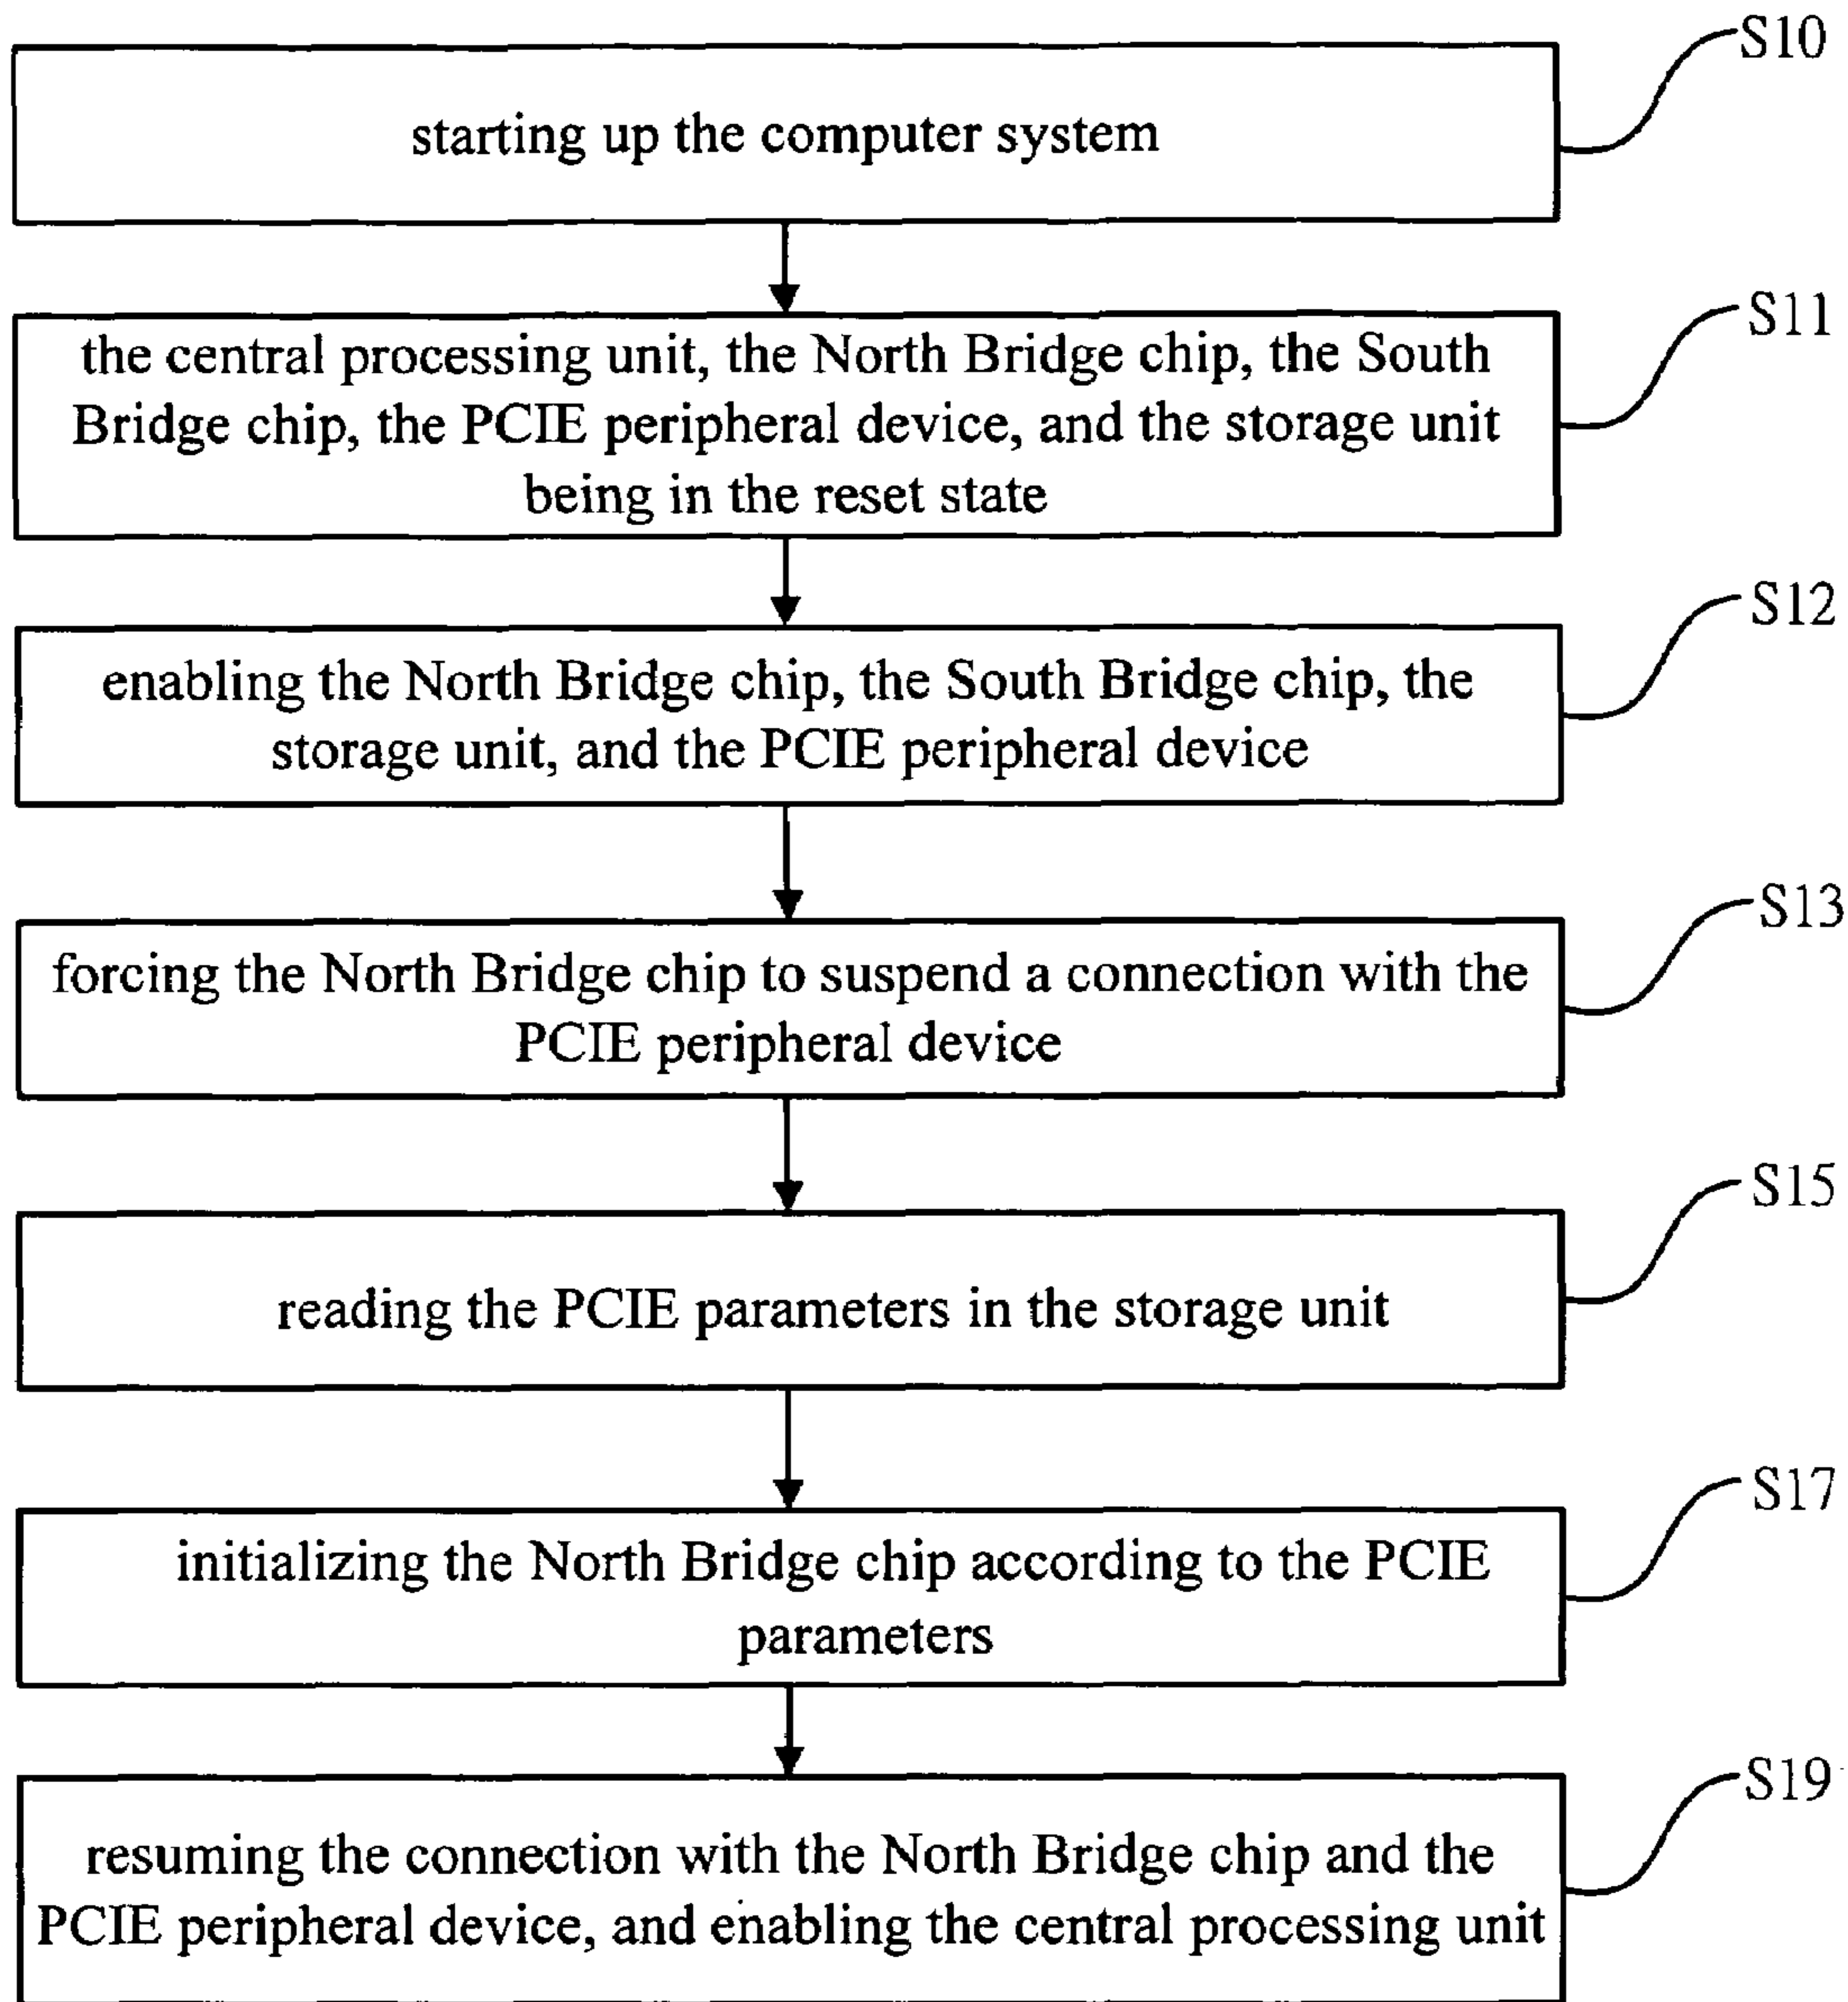 S10
starting up the computer system
S11
the central processing unit, the North Bridge chip, the South
Bridge chip, the PCIE peripheral device, and the storage unit
being in the reset state
S12
enabling the North Bridge chip, the South Bridge chip, the
storage unit, and the PCIE peripheral device
S13
forcing the North Bridge chip to suspend a connection with the
PCIE peripheral device
S15
reading the PCIE parameters in the storage unit
S17
initializing the North Bridge chip according to the PCIE
parameters
S19
resuming the connection with the North Bridge chip and the
PCIE peripheral device, and enabling the central processing unit